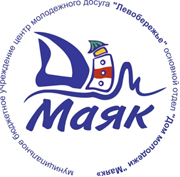 муниципальное бюджетное учреждение центр молодежного досуга "Левобережье" основной отдел "Дом молодежи "Маяк"
ДОМ
Маяк